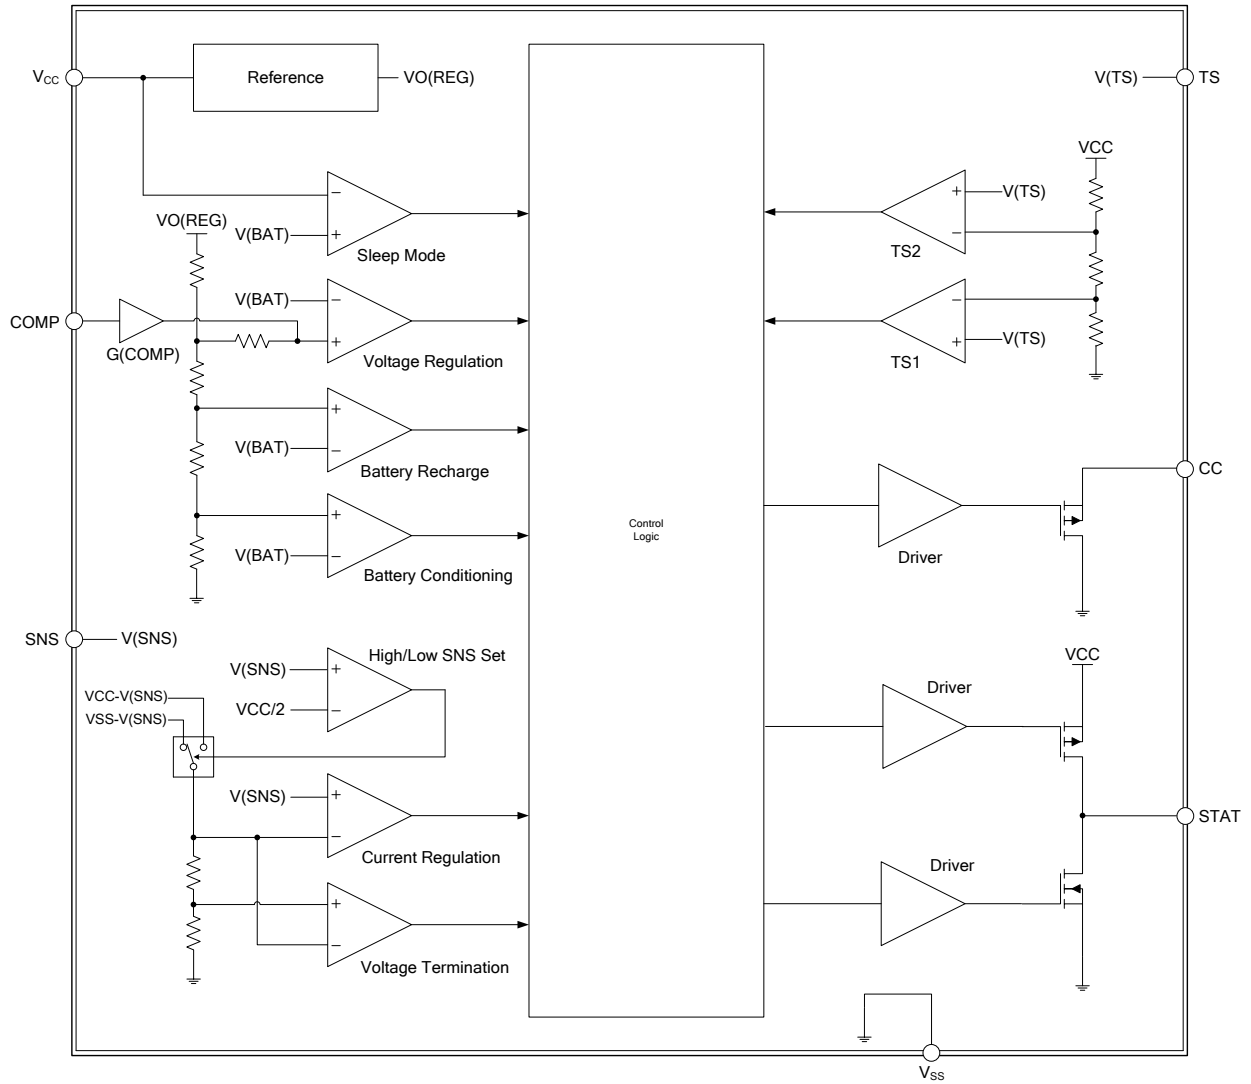 VCC
Reference
VO(REG)
V(TS)
TS
VCC
−
V(BAT)
+
Sleep Mode
VO(REG)
+
V(TS)
−
TS2
COMP
G(COMP)
V(BAT)
−
+
Voltage Regulation
−
+
V(TS)
TS1
+
V(BAT)
−
Battery Recharge
CC
+
V(BAT)
−
Battery Conditioning
Control
Logic
Driver
SNS
V(SNS)
High/Low SNS Set
V(SNS)
+
VCC/2
−
VCC-V(SNS)
VSS-V(SNS)
VCC
Driver
V(SNS)
+
−
Current Regulation
STAT
Driver
+
−
Voltage Termination
VSS